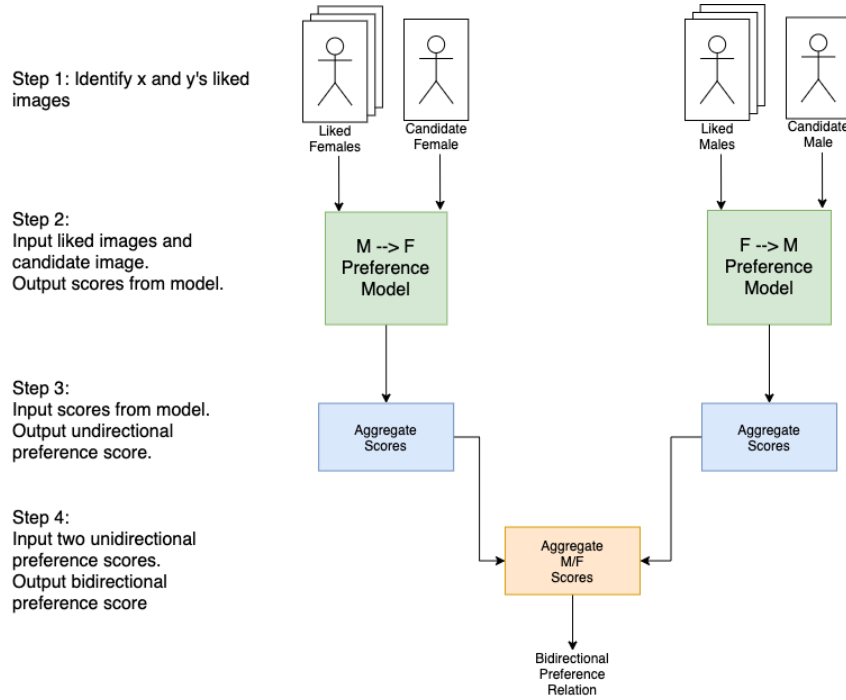 Step 1: Identify x and y's liked
images
Liked
Females
Candidate
Female
Liked
Males
Candidate
Male
Step 2:
Input liked images and
candidate image.
Output scores from model.
M --> F
Preference
Model
F --> M
Preference
Model
Step 3:
Input scores from model.
Output undirectional
preference score.
Aggregate
Scores
Aggregate
Scores
Step 4:
Input two unidirectional
preference scores.
Output bidirectional
preference score
Aggregate
M/F
Scores
Bidirectional
Preference
Relation